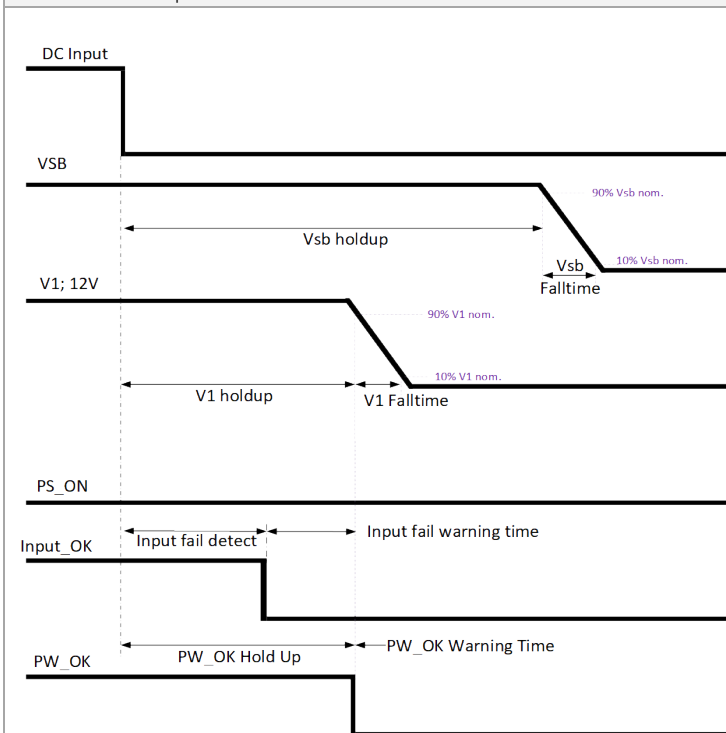 DC Input
VSB
90% Vsb nom.
Vsb holdup
10% Vsb nom.
Vsb
Falltime
V1; 12V
90% V1 nom.
10% V1 nom.
V1 holdup
V1 Falltime
PS_ON
Input fail detect
Input fail warning time
Input_OK
PW_OK Hold Up
PW_OK Warning Time
PW_OK